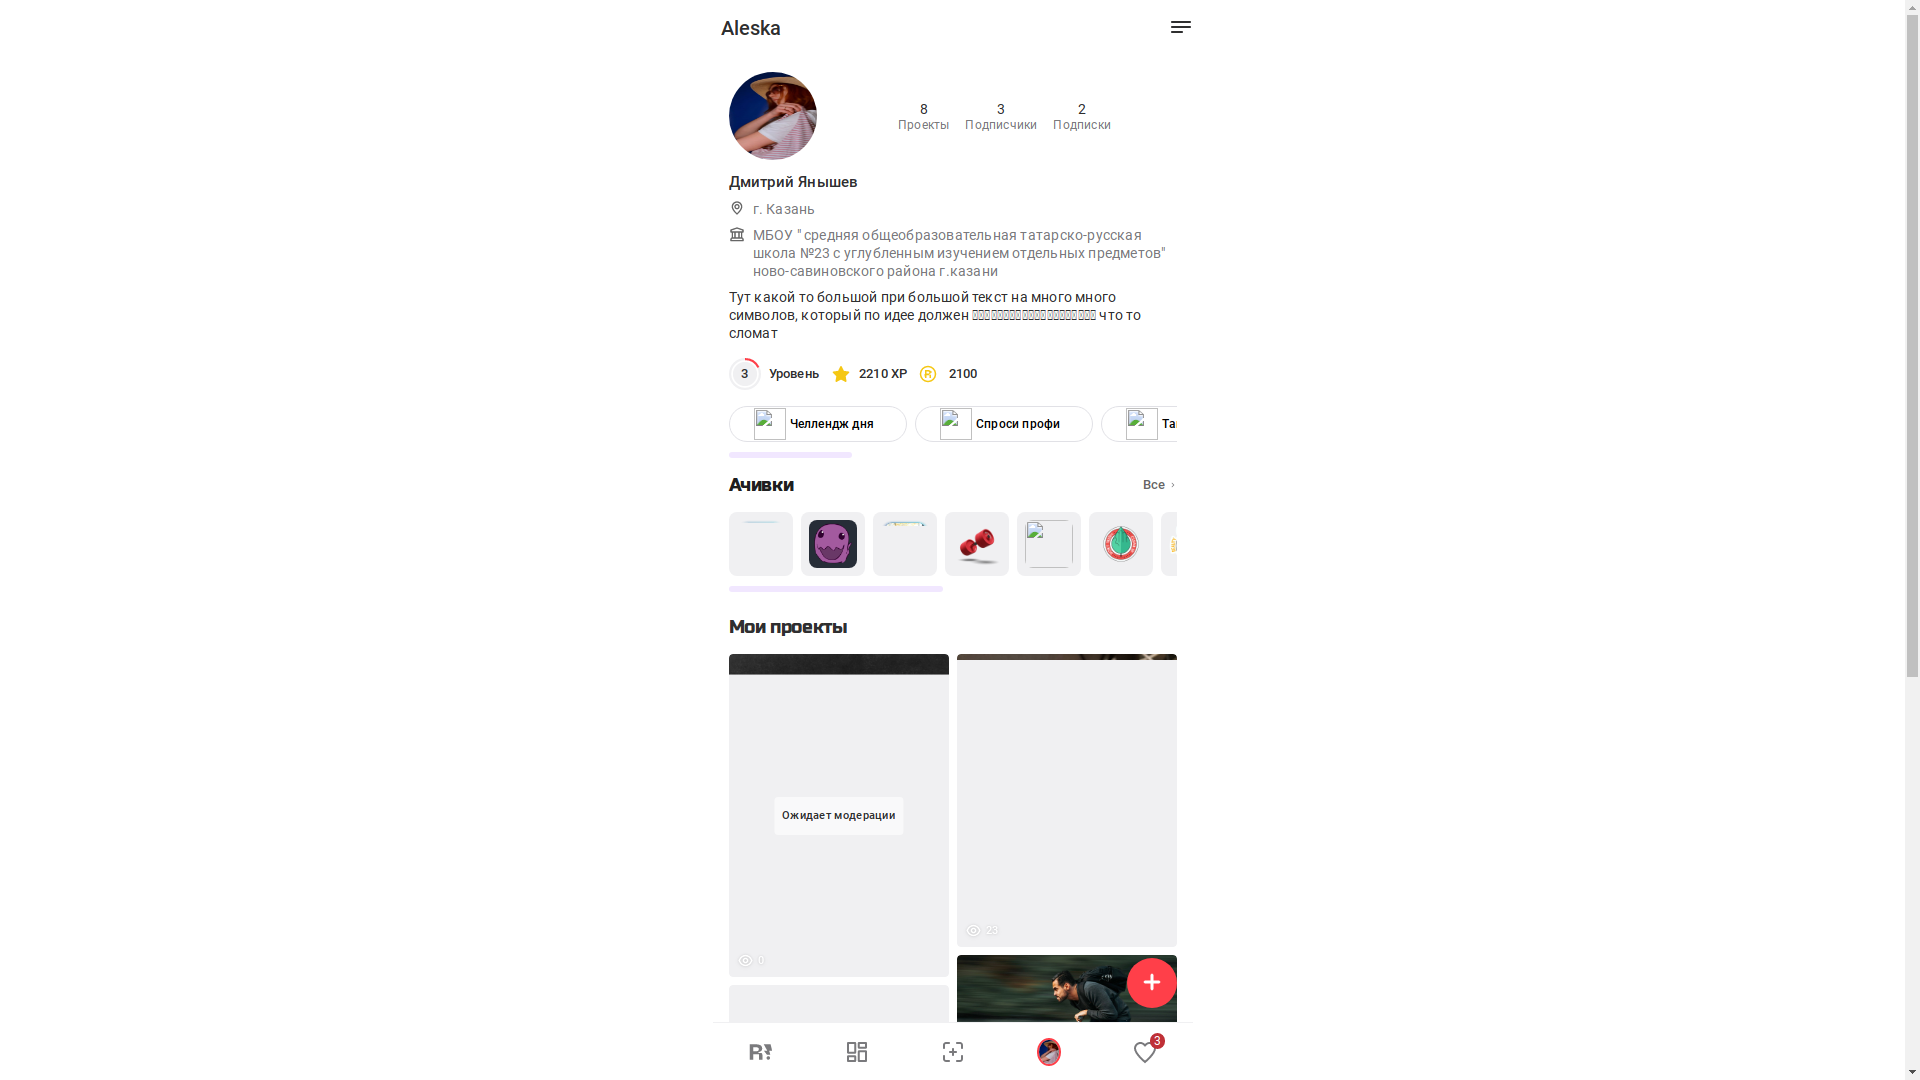 Aleska
8
Проекты
3
Подписчики
2
Подписки
Дмитрий Янышев
г. Казань
МБОУ "средняя общеобразовательная татарско-русская
школа №23 с углубленным изучением отдельных предметов"
ново-савиновского района г.казани
Тут какой то большой при большой текст на много много
символов, который по идее должен что то
сломат
3 Уровень 2210 XP 2100
Челлендж дня
Спроси профи
Ачивки
Все
Мои проекты
Ожидает модерации
23
0
R
3